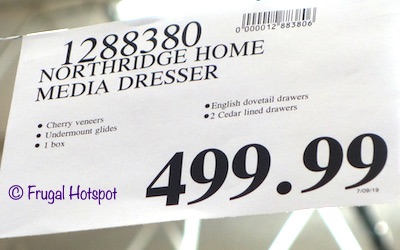 0000012883806
1288380
NORTHRIDGE HOME
MEDIA DRESSER
• Cherry veneers
• Undermount glides
• 1 box
• English dovetail drawers
• 2 Cedar lined drawers
499.99
7/09/19
© Frugal Hotspot